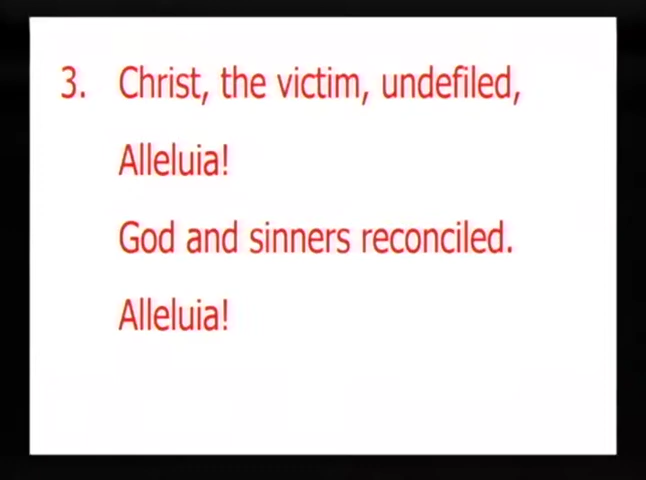 3. Christ, the victim, undefiled,
Alleluia!
God and sinners reconciled.
Alleluia!